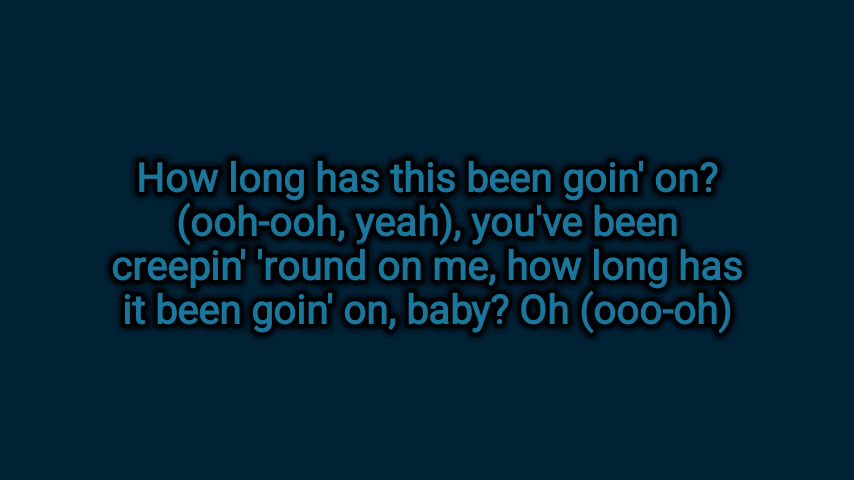 How long has this been goin' on?
(ooh-ooh, yeah), you've been
creepin' 'round on me, how long has
it been goin' on, baby? Oh (ooo-oh)